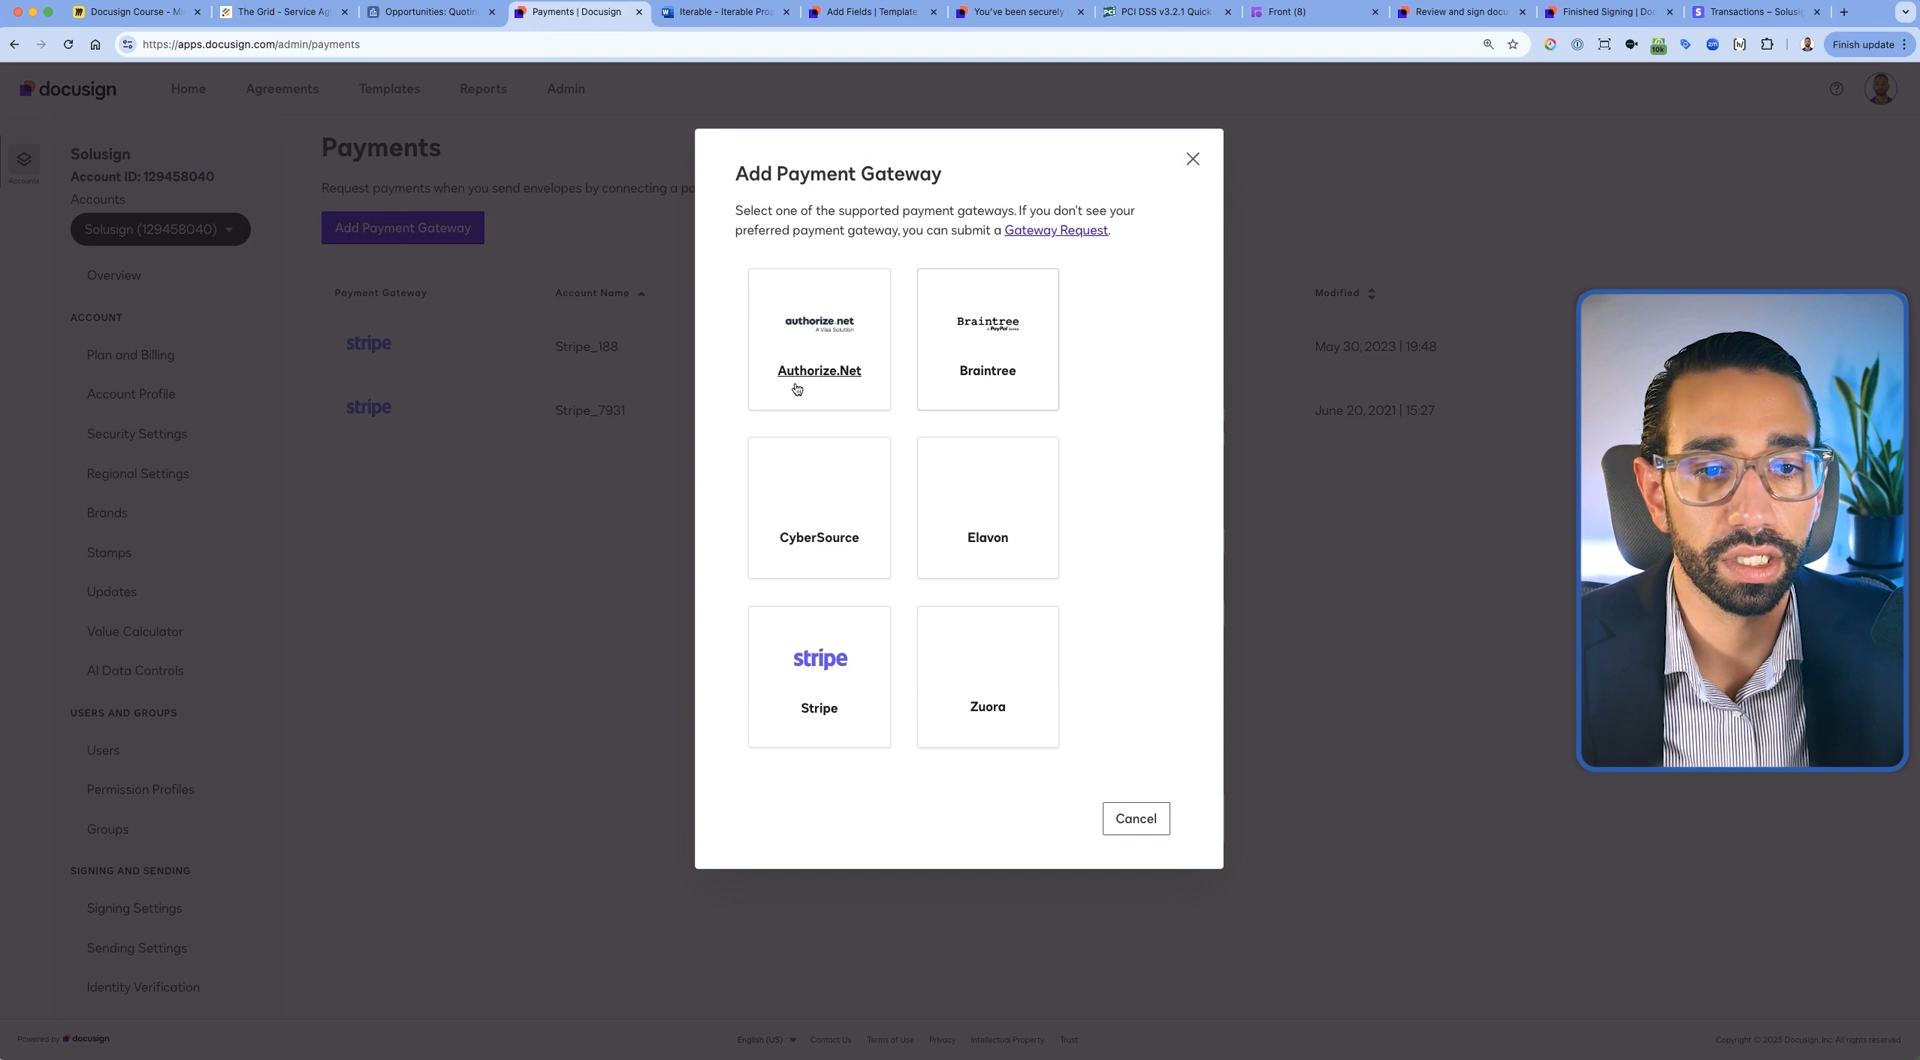 Docusign Course - Mi
The Grid - Service Ag
Opportunities: Quotin
Payments | Docusign
Iterable - Iterable Pro
Add Fields | Template
You've been securely
PCI DSS v3.2.1 Quick
Front (8)
Review and sign docu
Finished Signing | Doc
Transactions – Solusi
https://apps.docusign.com/admin/payments
10k
Finish update
docusign
Home
Agreements
Templates
Reports
Admin
Accounts
Solusign
Account ID: 129458040
Accounts
Solusign (129458040)
Overview
ACCOUNT
Plan and Billing
Account Profile
Security Settings
Regional Settings
Brands
Stamps
Updates
Value Calculator
AI Data Controls
USERS AND GROUPS
Users
Permission Profiles
Groups
SIGNING AND SENDING
Signing Settings
Sending Settings
Identity Verification
Payments
Request payments when you send envelopes by connecting a pa
Add Payment Gateway
Payment Gateway
Account Name
Modified
stripe
Stripe_188
May 30, 2023 | 19:48
stripe
Stripe_7931
June 20, 2021 | 15:27
Add Payment Gateway
Select one of the supported payment gateways. If you don't see your
preferred payment gateway, you can submit a Gateway Request.
authorize.net
A Visa Solution
Authorize.Net
Braintree
A PayPal Service
Braintree
CyberSource
Elavon
stripe
Stripe
Zuora
Cancel
Powered by docusign
English (US)
Contact Us
Terms of Use
Privacy
Intellectual Property
Trust
Copyright © 2025 Docusign, Inc. All rights reserved